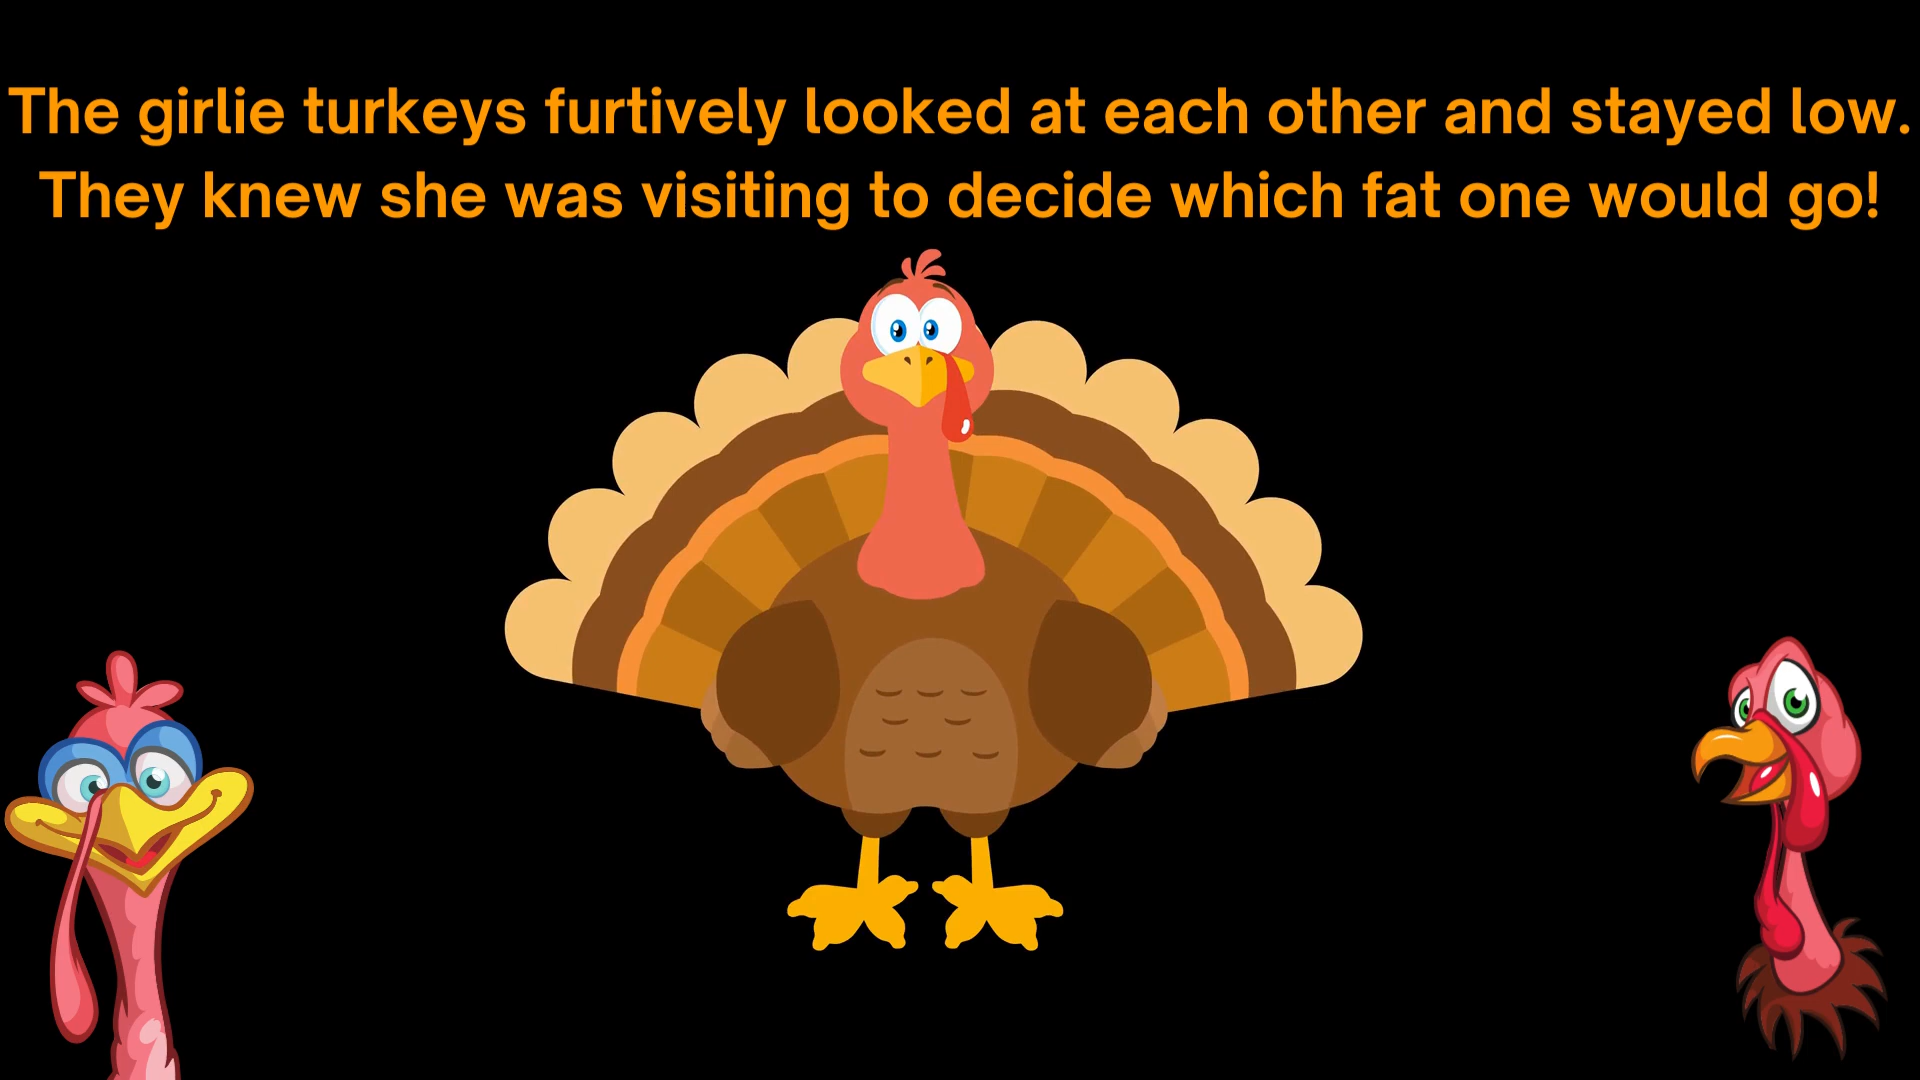 The girlie turkeys furtively looked at each other and stayed low.
They knew she was visiting to decide which fat one would go!